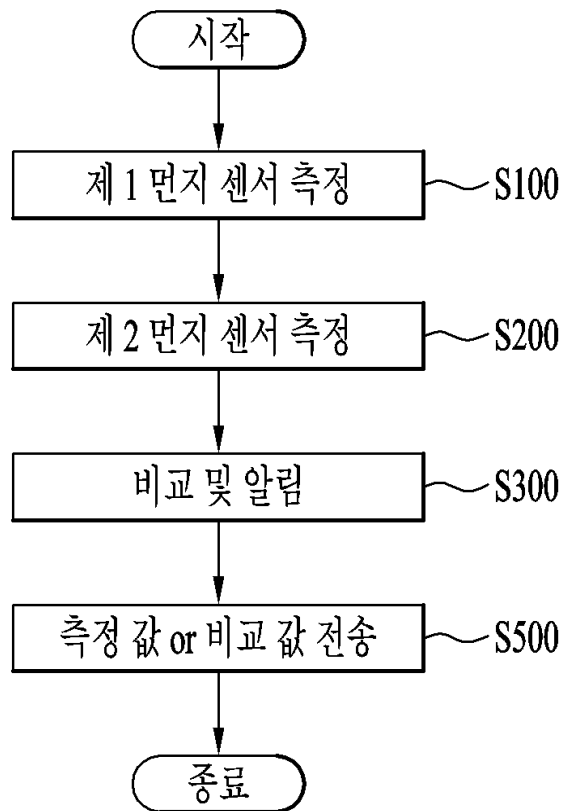 시작
제 1 먼지 센서 측정
S100
제 2 먼지 센서 측정
S200
비교 및 알림
S300
측정 값 or 비교 값 전송
S500
종료